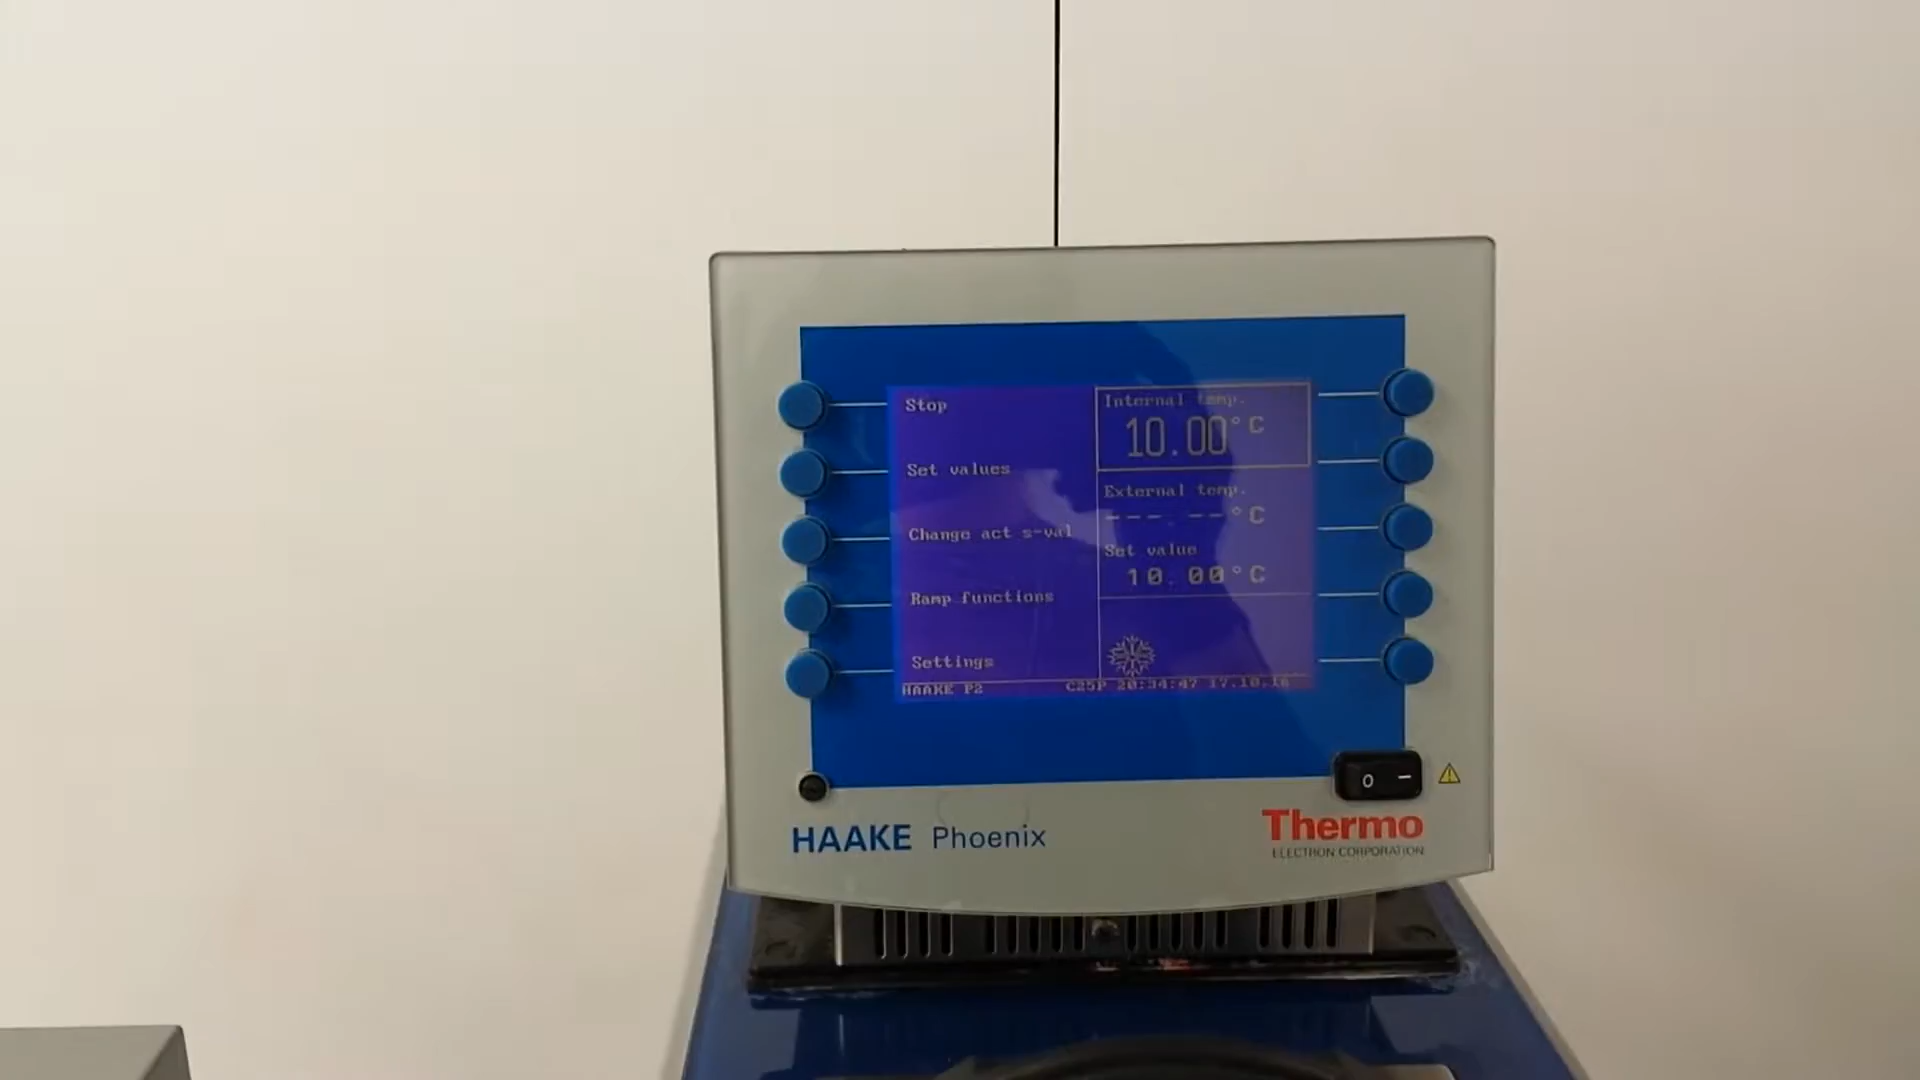 Stop
Set values
Change act s-val
Ramp functions
Settings
Internal temp.
10.00°C
External temp.
---.--°C
Set value
10.00°C
HAAKE P2 C25P 20:34:47 17.10.16
O –
HAAKE Phoenix
Thermo
ELECTRON CORPORATION